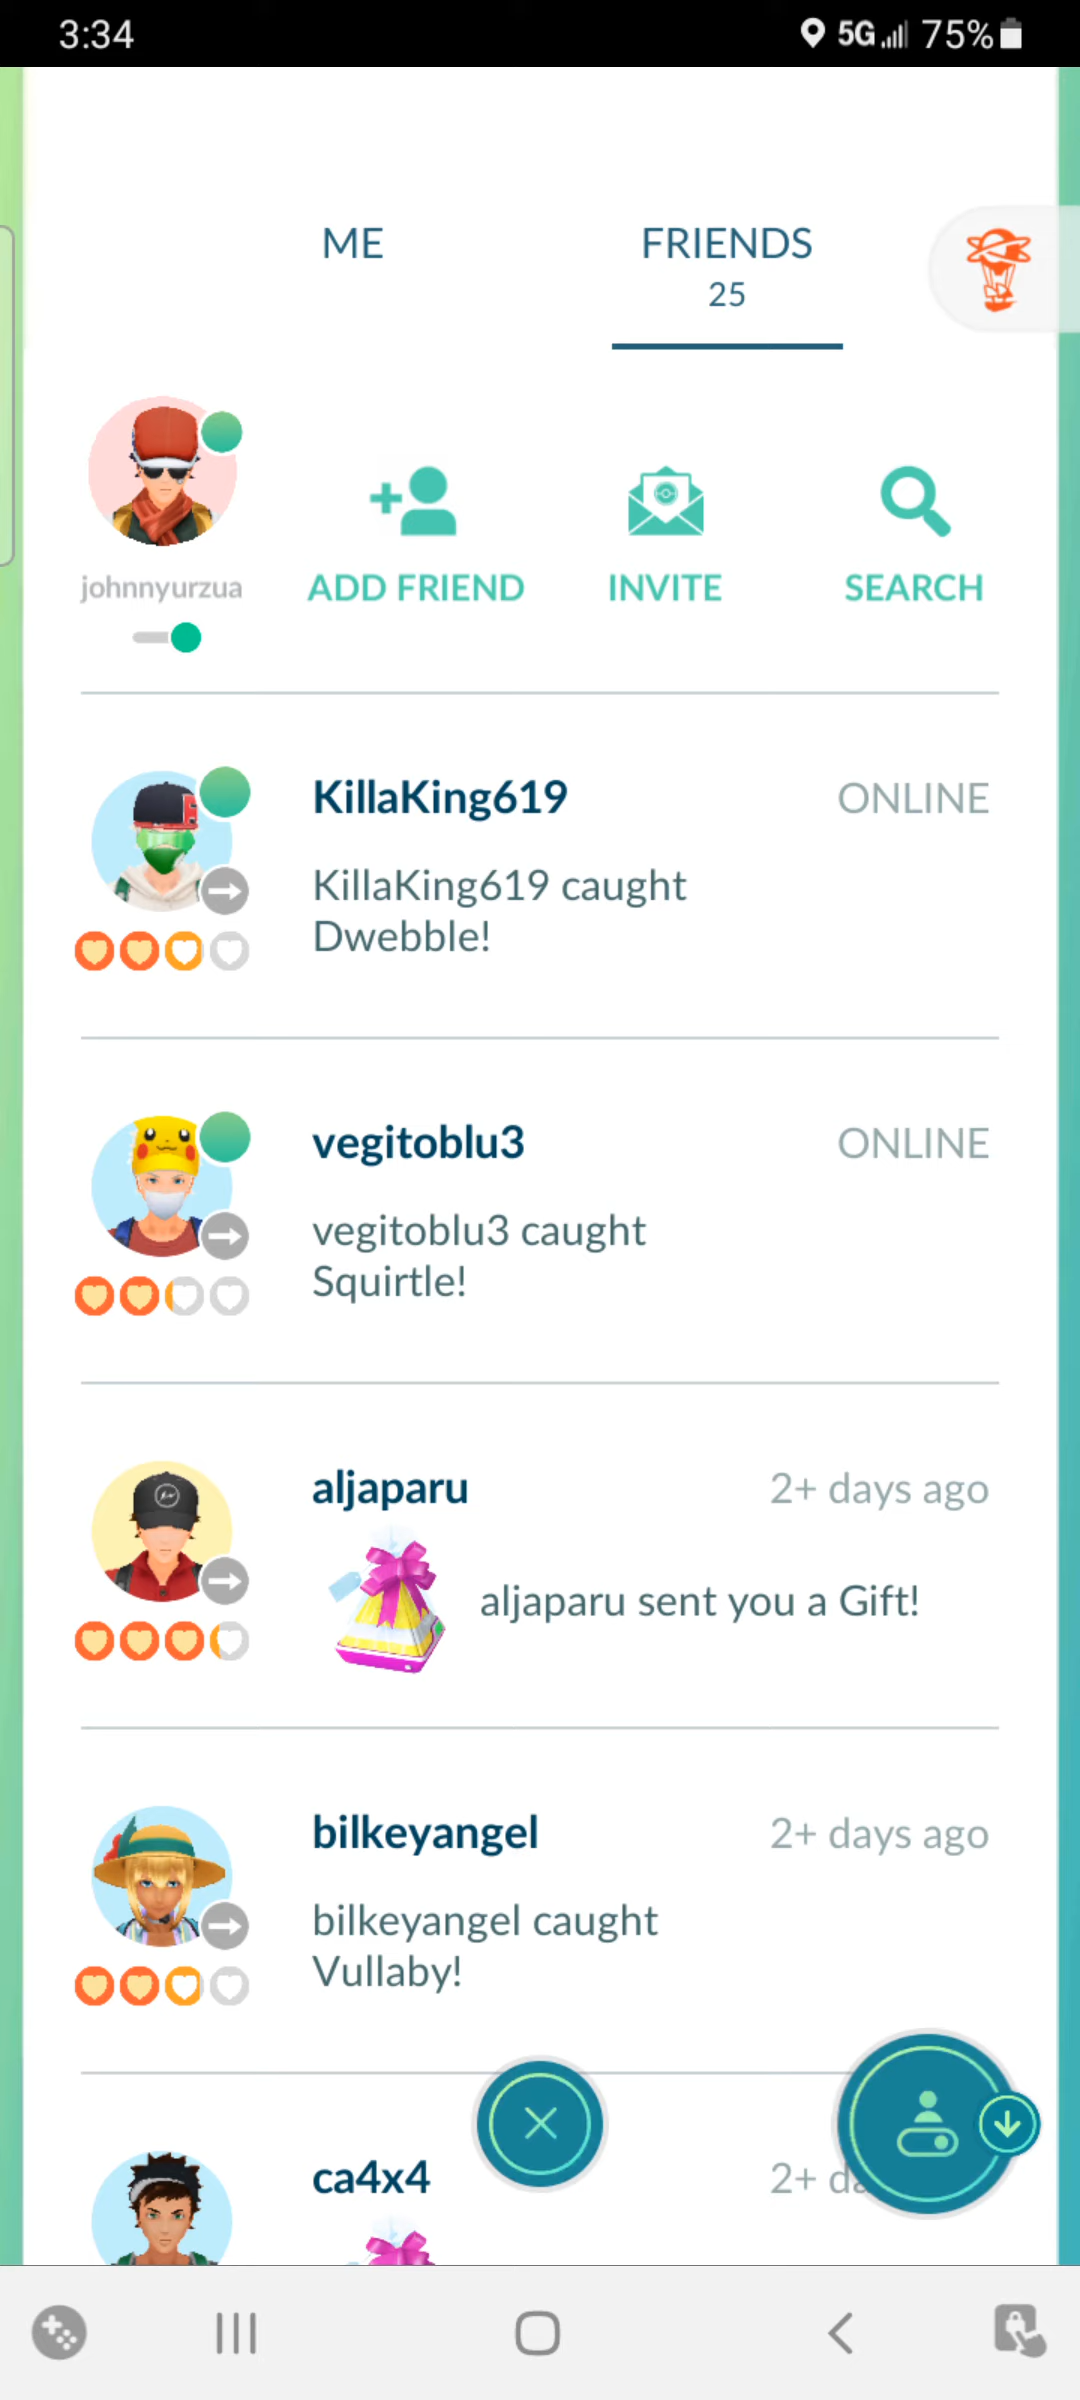 3:34
5G 75%
ME
FRIENDS
25
johnnyurzua
ADD FRIEND
INVITE
SEARCH
KillaKing619
ONLINE
KillaKing619 caught
Dwebble!
vegitoblu3
ONLINE
vegitoblu3 caught
Squirtle!
aljaparu
2+ days ago
aljaparu sent you a Gift!
bilkeyangel
2+ days ago
bilkeyangel caught
Vullaby!
ca4x4
2+